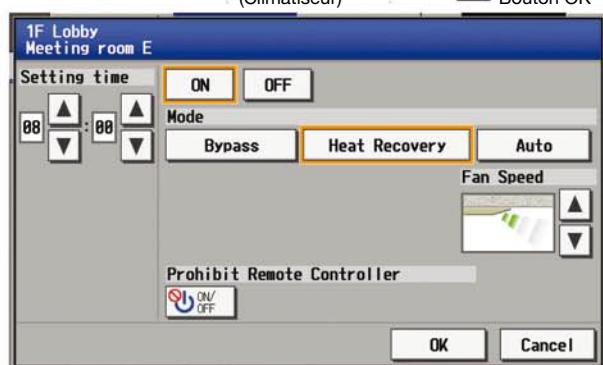 (Climatiseur)
Bouton OK
1F Lobby
Meeting room E
Setting time
ON OFF
08 : 00
Mode
Bypass Heat Recovery Auto
Fan Speed
Prohibit Remote Controller
ON/
OFF
OK Cancel